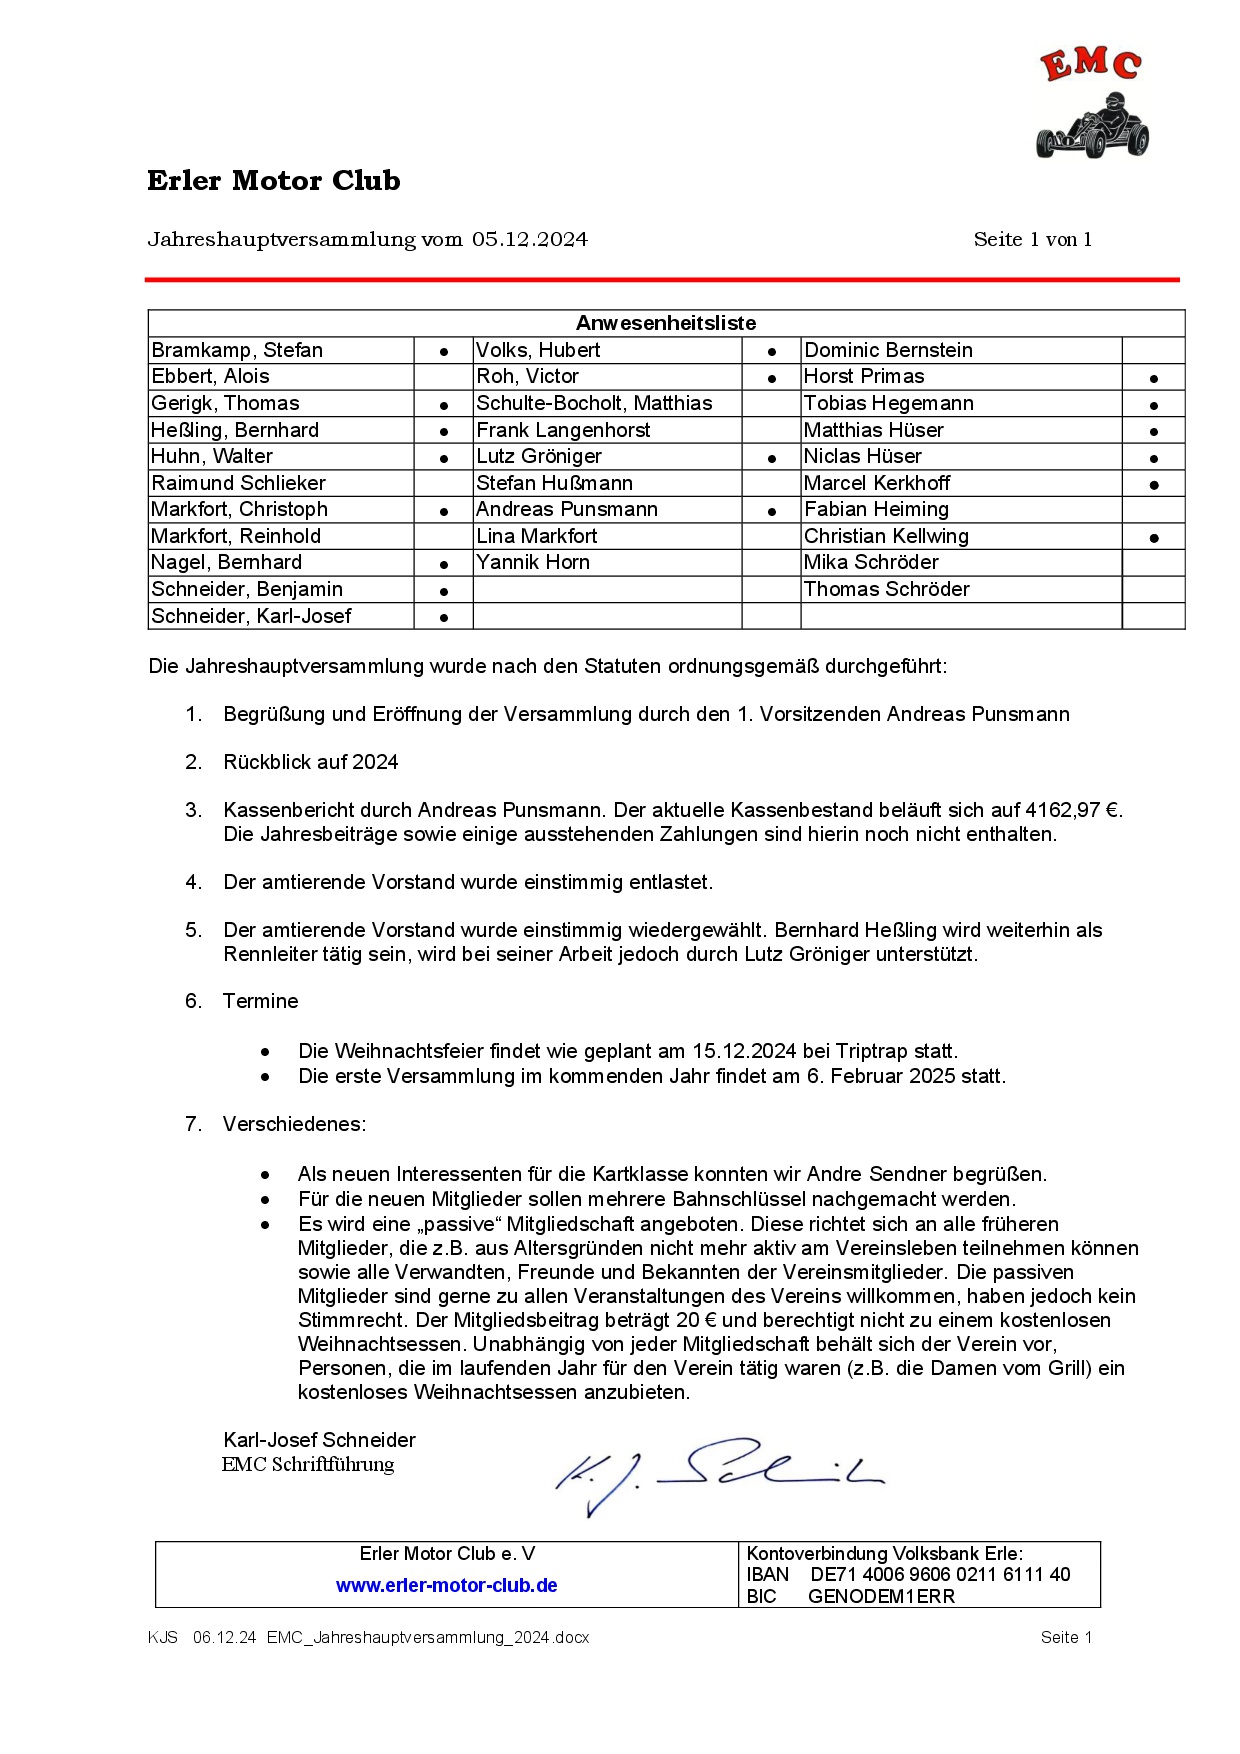 EMC
Erler Motor Club
Jahreshauptversammlung vom 05.12.2024 Seite 1 von 1
Anwesenheitsliste
Bramkamp, Stefan ● Volks, Hubert ● Dominic Bernstein
Ebbert, Alois Roh, Victor ● Horst Primas ●
Gerigk, Thomas ● Schulte-Bocholt, Matthias Tobias Hegemann ●
Heßling, Bernhard ● Frank Langenhorst Matthias Hüser ●
Huhn, Walter ● Lutz Gröniger ● Niclas Hüser ●
Raimund Schlieker Stefan Hußmann Marcel Kerkhoff ●
Markfort, Christoph ● Andreas Punsmann ● Fabian Heiming
Markfort, Reinhold Lina Markfort Christian Kellwing ●
Nagel, Bernhard ● Yannik Horn Mika Schröder
Schneider, Benjamin ● Thomas Schröder
Schneider, Karl-Josef ●
Die Jahreshauptversammlung wurde nach den Statuten ordnungsgemäß durchgeführt:
1. Begrüßung und Eröffnung der Versammlung durch den 1. Vorsitzenden Andreas Punsmann
2. Rückblick auf 2024
3. Kassenbericht durch Andreas Punsmann. Der aktuelle Kassenbestand beläuft sich auf 4162,97 €.
Die Jahresbeiträge sowie einige ausstehenden Zahlungen sind hierin noch nicht enthalten.
4. Der amtierende Vorstand wurde einstimmig entlastet.
5. Der amtierende Vorstand wurde einstimmig wiedergewählt. Bernhard Heßling wird weiterhin als
Rennleiter tätig sein, wird bei seiner Arbeit jedoch durch Lutz Gröniger unterstützt.
6. Termine
● Die Weihnachtsfeier findet wie geplant am 15.12.2024 bei Triptrap statt.
● Die erste Versammlung im kommenden Jahr findet am 6. Februar 2025 statt.
7. Verschiedenes:
● Als neuen Interessenten für die Kartklasse konnten wir Andre Sendner begrüßen.
● Für die neuen Mitglieder sollen mehrere Bahnschlüssel nachgemacht werden.
● Es wird eine „passive“ Mitgliedschaft angeboten. Diese richtet sich an alle früheren
Mitglieder, die z.B. aus Altersgründen nicht mehr aktiv am Vereinsleben teilnehmen können
sowie alle Verwandten, Freunde und Bekannten der Vereinsmitglieder. Die passiven
Mitglieder sind gerne zu allen Veranstaltungen des Vereins willkommen, haben jedoch kein
Stimmrecht. Der Mitgliedsbeitrag beträgt 20 € und berechtigt nicht zu einem kostenlosen
Weihnachtsessen. Unabhängig von jeder Mitgliedschaft behält sich der Verein vor,
Personen, die im laufenden Jahr für den Verein tätig waren (z.B. die Damen vom Grill) ein
kostenloses Weihnachtsessen anzubieten.
Karl-Josef Schneider
EMC Schriftführung
Erler Motor Club e. V
www.erler-motor-club.de
Kontoverbindung Volksbank Erle:
IBAN DE71 4006 9606 0211 6111 40
BIC GENODEM1ERR
KJS 06.12.24 EMC_Jahreshauptversammlung_2024.docx Seite 1